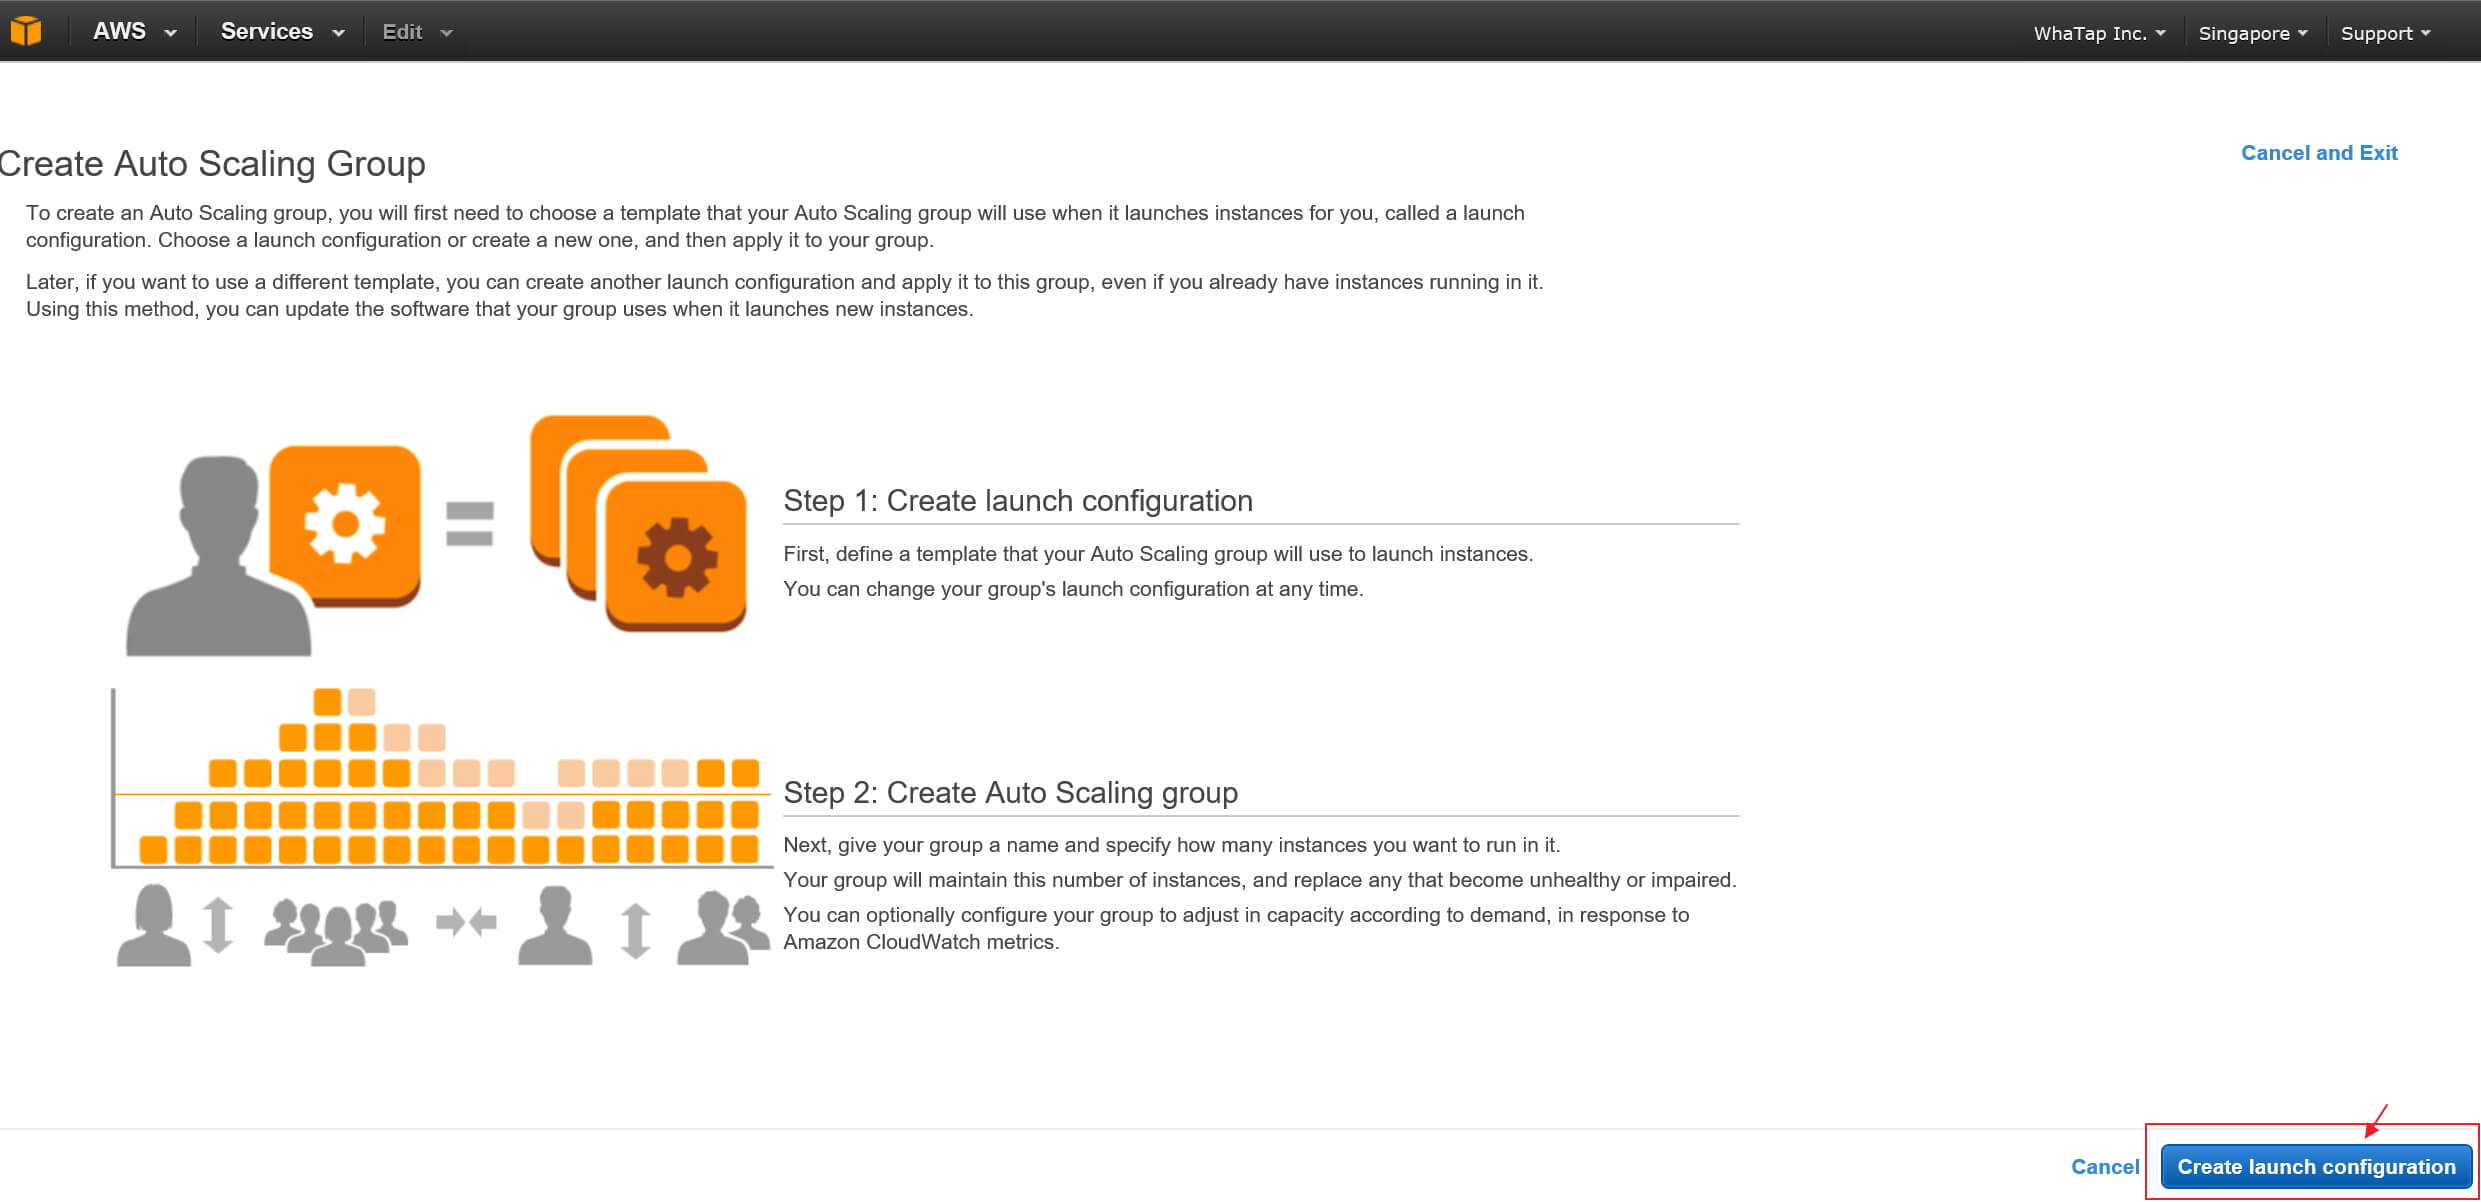 AWS Services Edit WhaTap Inc. Singapore Support
Create Auto Scaling Group
Cancel and Exit
To create an Auto Scaling group, you will first need to choose a template that your Auto Scaling group will use when it launches instances for you, called a launch
configuration. Choose a launch configuration or create a new one, and then apply it to your group.
Later, if you want to use a different template, you can create another launch configuration and apply it to this group, even if you already have instances running in it.
Using this method, you can update the software that your group uses when it launches new instances.
Step 1: Create launch configuration
First, define a template that your Auto Scaling group will use to launch instances.
You can change your group's launch configuration at any time.
Step 2: Create Auto Scaling group
Next, give your group a name and specify how many instances you want to run in it.
Your group will maintain this number of instances, and replace any that become unhealthy or impaired.
You can optionally configure your group to adjust in capacity according to demand, in response to
Amazon CloudWatch metrics.
Cancel Create launch configuration